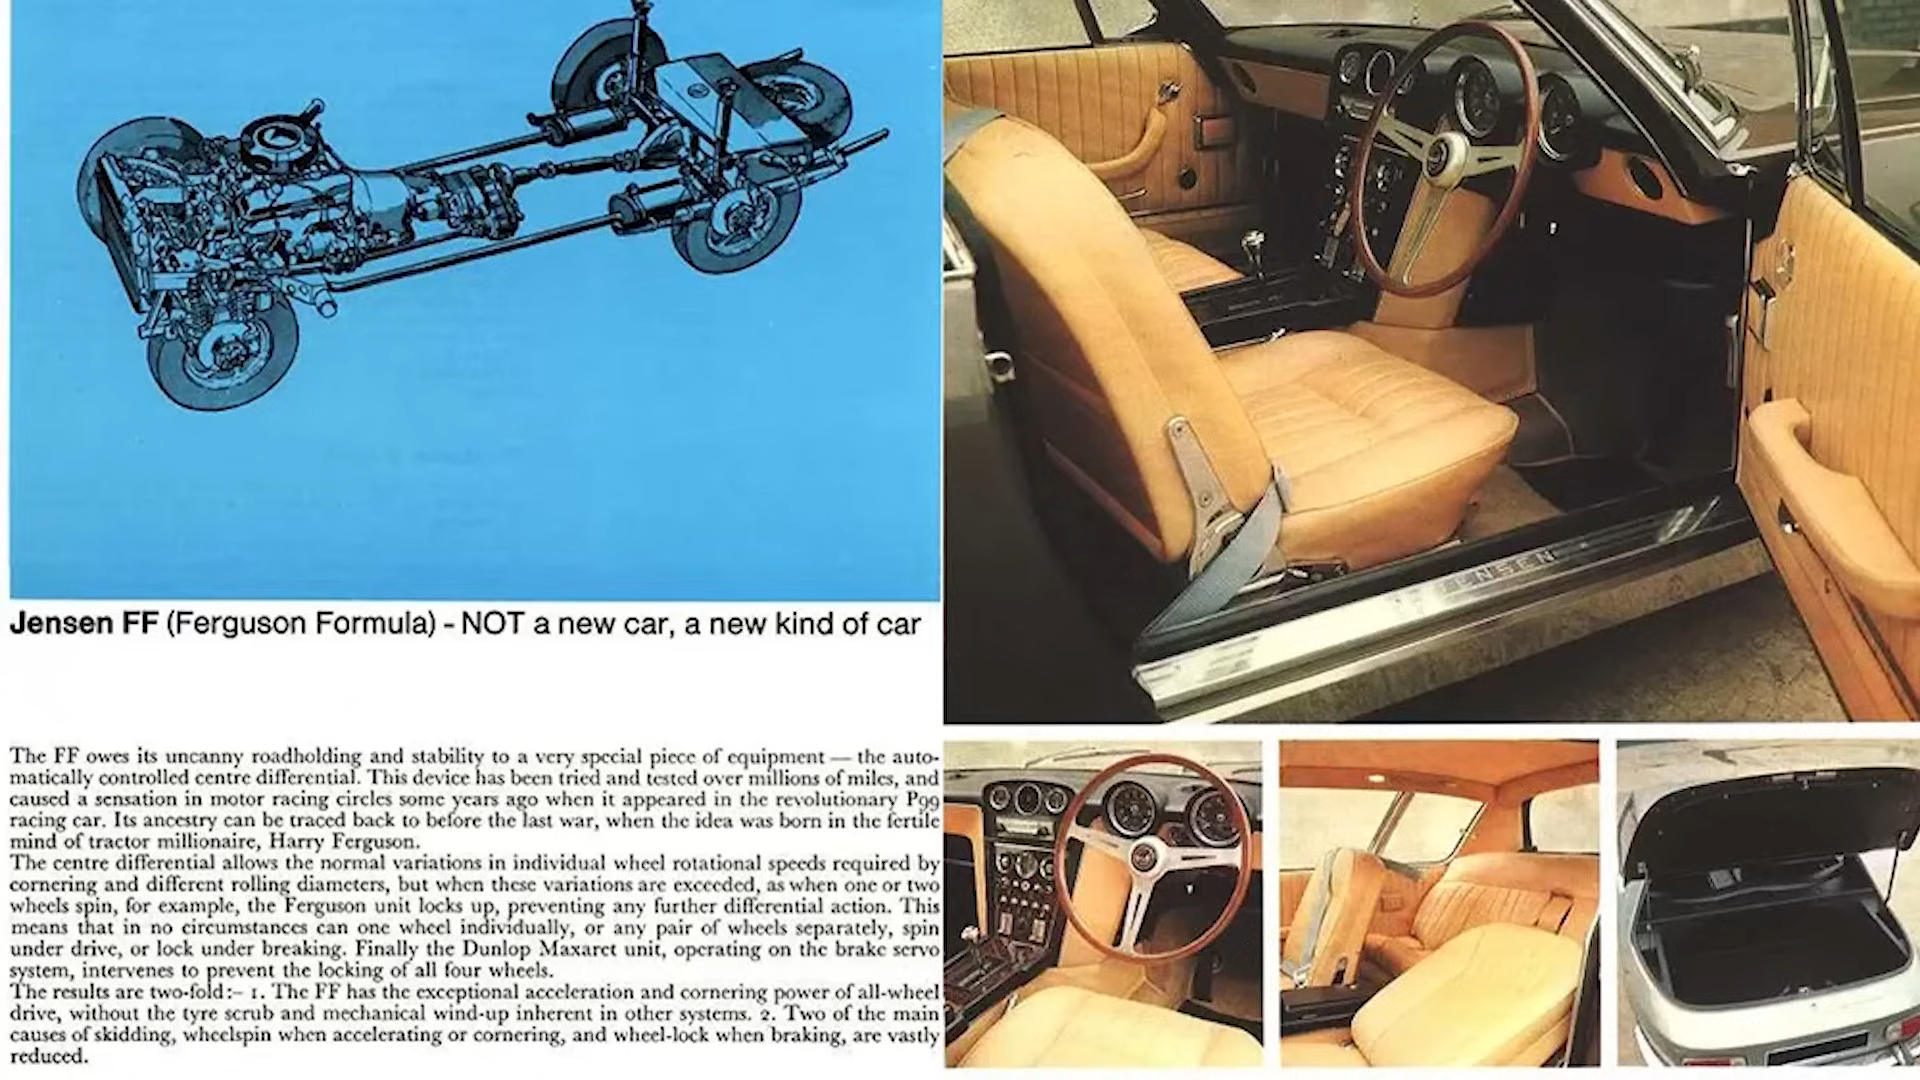 Jensen FF (Ferguson Formula) - NOT a new car, a new kind of car
The FF owes its uncanny roadholding and stability to a very special piece of equipment — the auto-
matically controlled centre differential. This device has been tried and tested over millions of miles, and
caused a sensation in motor racing circles some years ago when it appeared in the revolutionary P99
racing car. Its ancestry can be traced back to before the last war, when the idea was born in the fertile
mind of tractor millionaire, Harry Ferguson.
The centre differential allows the normal variations in individual wheel rotational speeds required by
cornering and different rolling diameters, but when these variations are exceeded, as when one or two
wheels spin, for example, the Ferguson unit locks up, preventing any further differential action. This
means that in no circumstances can one wheel individually, or any pair of wheels separately, spin
under drive, or lock under breaking. Finally the Dunlop Maxaret unit, operating on the brake servo
system, intervenes to prevent the locking of all four wheels.
The results are two-fold:– 1. The FF has the exceptional acceleration and cornering power of all-wheel
drive, without the tyre scrub and mechanical wind-up inherent in other systems. 2. Two of the main
causes of skidding, wheelspin when accelerating or cornering, and wheel-lock when braking, are vastly
reduced.
JENSEN